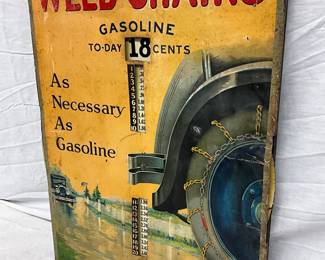 WEED CHAINS
GASOLINE
TO-DAY 18 CENTS
As
Necessary
As
Gasoline